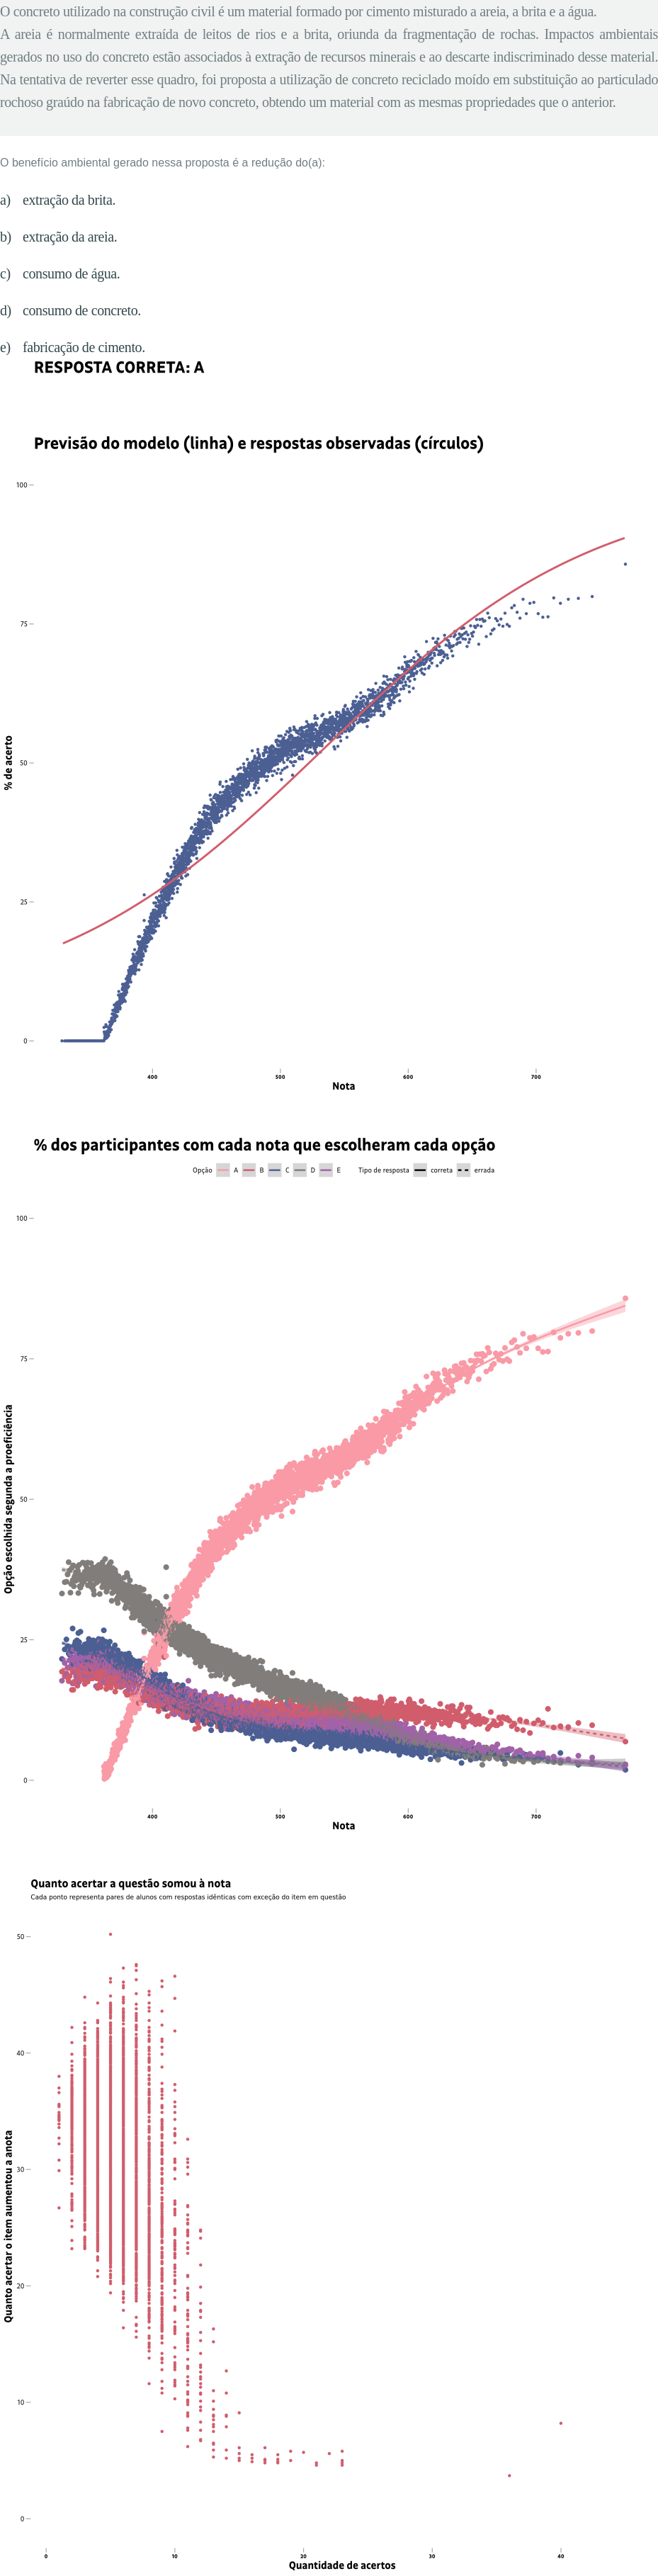 O concreto utilizado na construção civil é um material formado por cimento misturado a areia, a brita e a água.
A areia é normalmente extraída de leitos de rios e a brita, oriunda da fragmentação de rochas. Impactos ambientais
gerados no uso do concreto estão associados à extração de recursos minerais e ao descarte indiscriminado desse material.
Na tentativa de reverter esse quadro, foi proposta a utilização de concreto reciclado moído em substituição ao particulado
rochoso graúdo na fabricação de novo concreto, obtendo um material com as mesmas propriedades que o anterior.
O benefício ambiental gerado nessa proposta é a redução do(a):
a) extração da brita.
b) extração da areia.
c) consumo de água.
d) consumo de concreto.
e) fabricação de cimento.
RESPOSTA CORRETA: A
Previsão do modelo (linha) e respostas observadas (círculos)
100
75
50
25
0
% de acerto
400 500 600 700
Nota
% dos participantes com cada nota que escolheram cada opção
Opção A B C D E Tipo de resposta correta errada
100
75
50
25
0
Opção escolhida segunda a proeficiência
400 500 600 700
Nota
Quanto acertar a questão somou à nota
Cada ponto representa pares de alunos com respostas idênticas com exceção do item em questão
50
40
30
20
10
0
Quanto acertar o item aumentou a anota
0 10 20 30 40
Quantidade de acertos